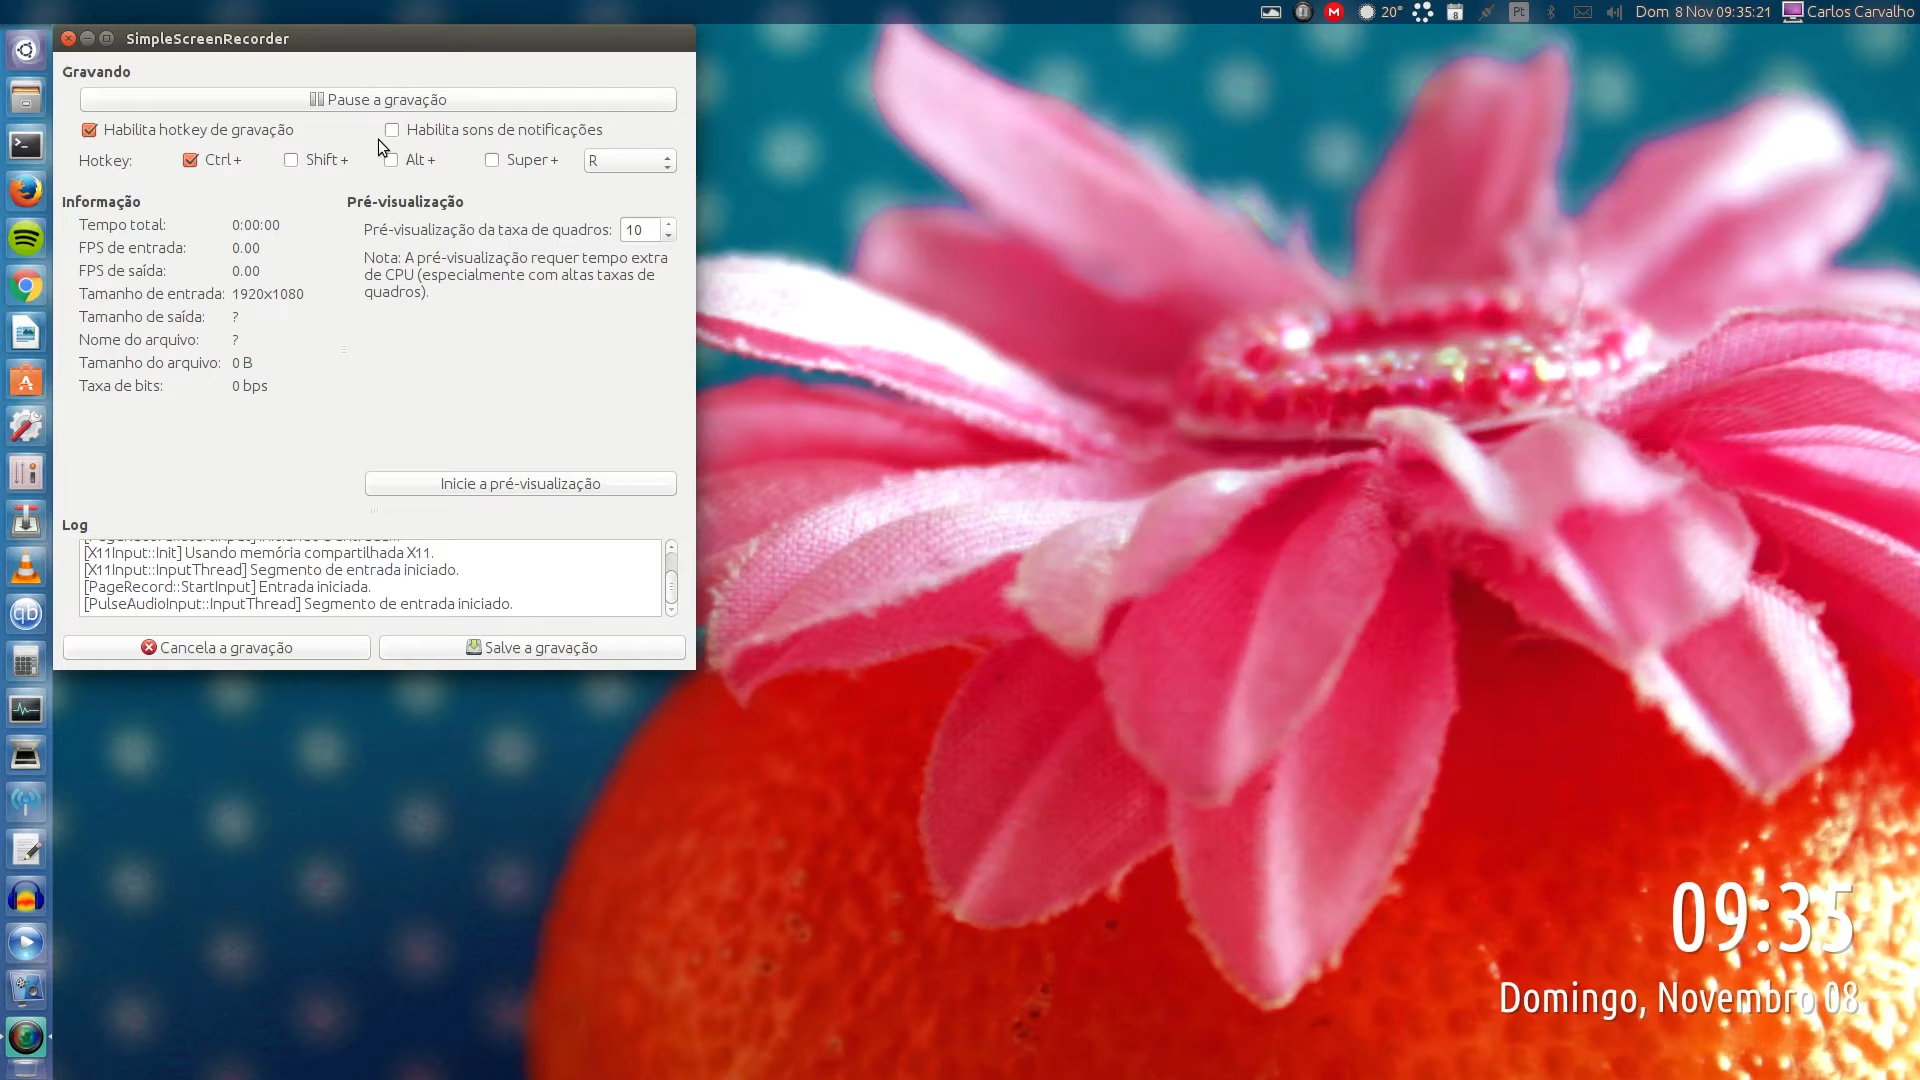 20° 8 Pt Dom 8 Nov 09:35:21 Carlos Carvalho
SimpleScreenRecorder
Gravando
Pause a gravação
Habilita hotkey de gravação Habilita sons de notificações
Hotkey: Ctrl + Shift + Alt + Super + R
Informação
Tempo total: 0:00:00
FPS de entrada: 0.00
FPS de saída: 0.00
Tamanho de entrada: 1920x1080
Tamanho de saída: ?
Nome do arquivo: ?
Tamanho do arquivo: 0 B
Taxa de bits: 0 bps
Pré-visualização
Pré-visualização da taxa de quadros: 10
Nota: A pré-visualização requer tempo extra
de CPU (especialmente com altas taxas de
quadros).
Inicie a pré-visualização
Log
[X11Input::Init] Usando memória compartilhada X11.
[X11Input::InputThread] Segmento de entrada iniciado.
[PageRecord::StartInput] Entrada iniciada.
[PulseAudioInput::InputThread] Segmento de entrada iniciado.
Cancela a gravação Salve a gravação
qb
09:35
Domingo, Novembro 08